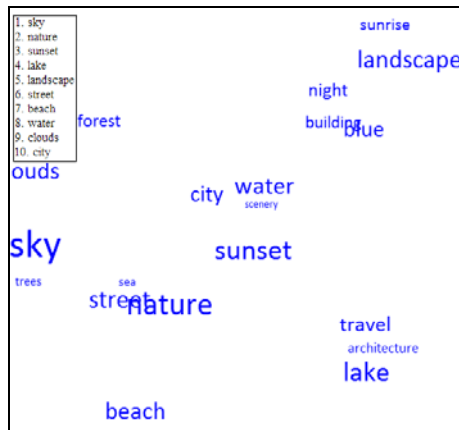 1. sky
2. nature
3. sunset
4. lake
5. landscape
6. street
7. beach
8. water
9. clouds
10. city
sunrise
landscape
night
forest
building
blue
ouds
city
water
scenery
sky
sunset
trees
sea
street
nature
travel
architecture
lake
beach